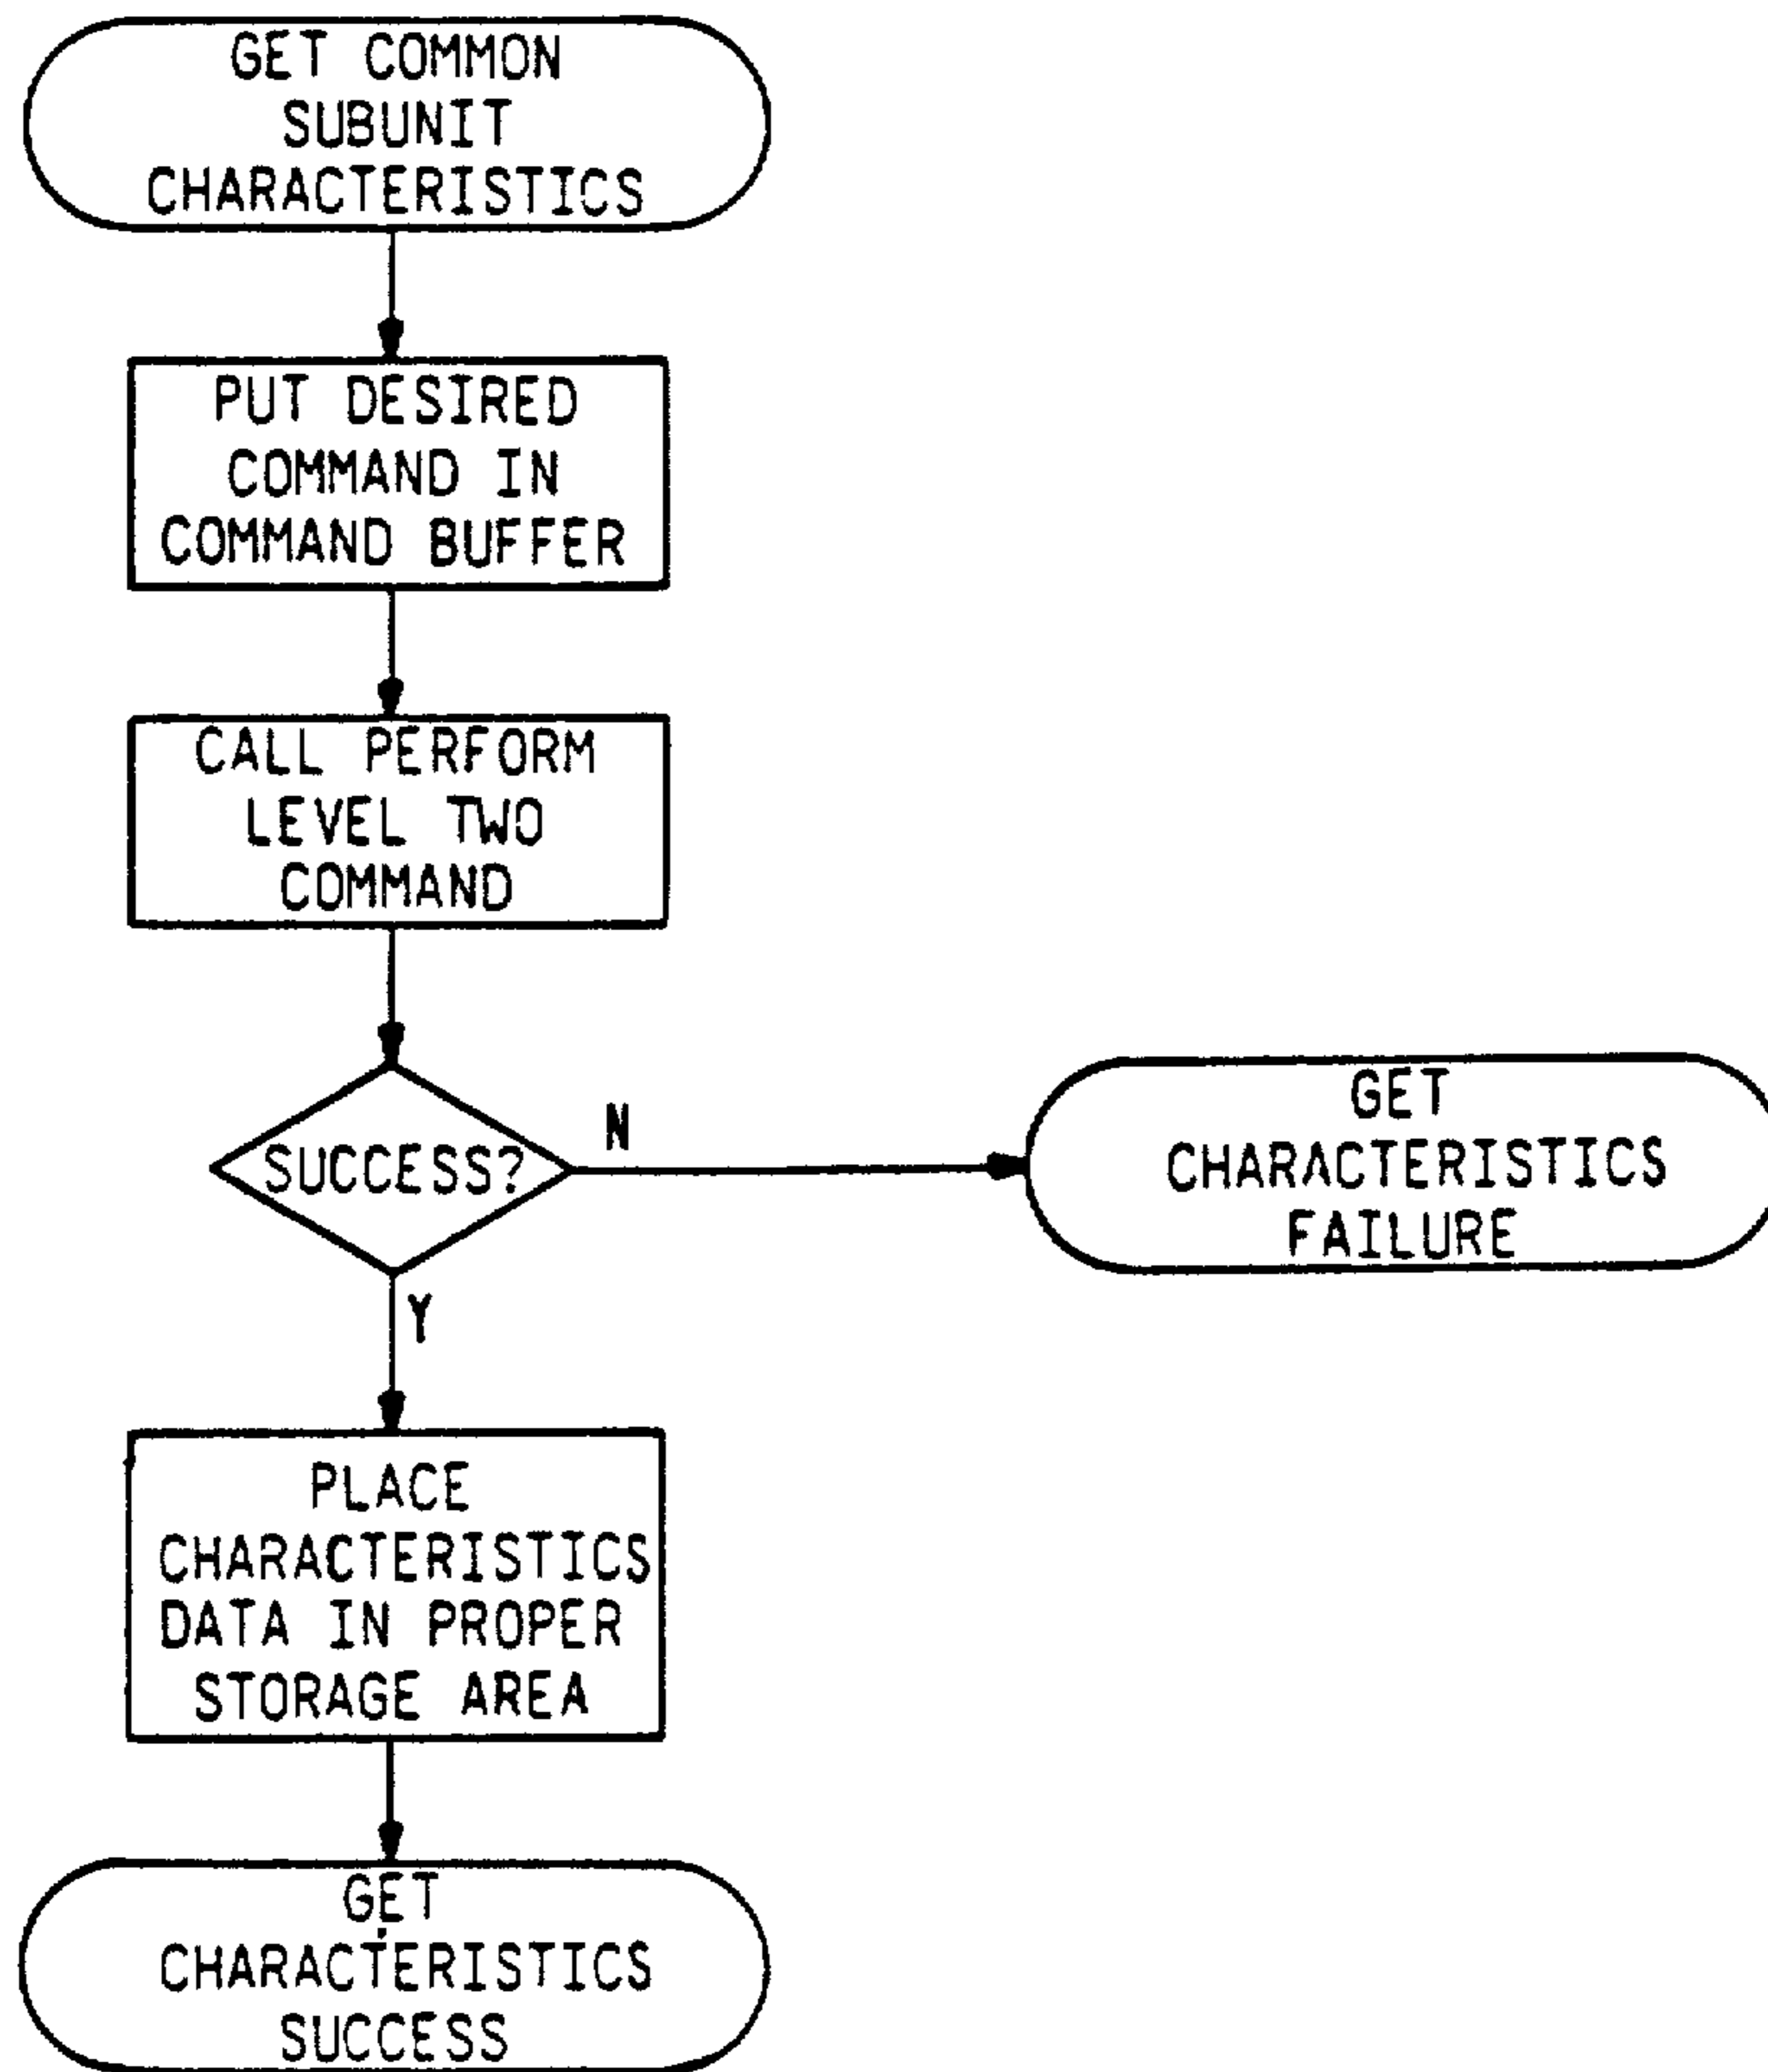 GET COMMON
SUBUNIT
CHARACTERISTICS
PUT DESIRED
COMMAND IN
COMMAND BUFFER
CALL PERFORM
LEVEL TWO
COMMAND
SUCCESS?
N
GET
CHARACTERISTICS
FAILURE
Y
PLACE
CHARACTERISTICS
DATA IN PROPER
STORAGE AREA
GET
CHARACTERISTICS
SUCCESS